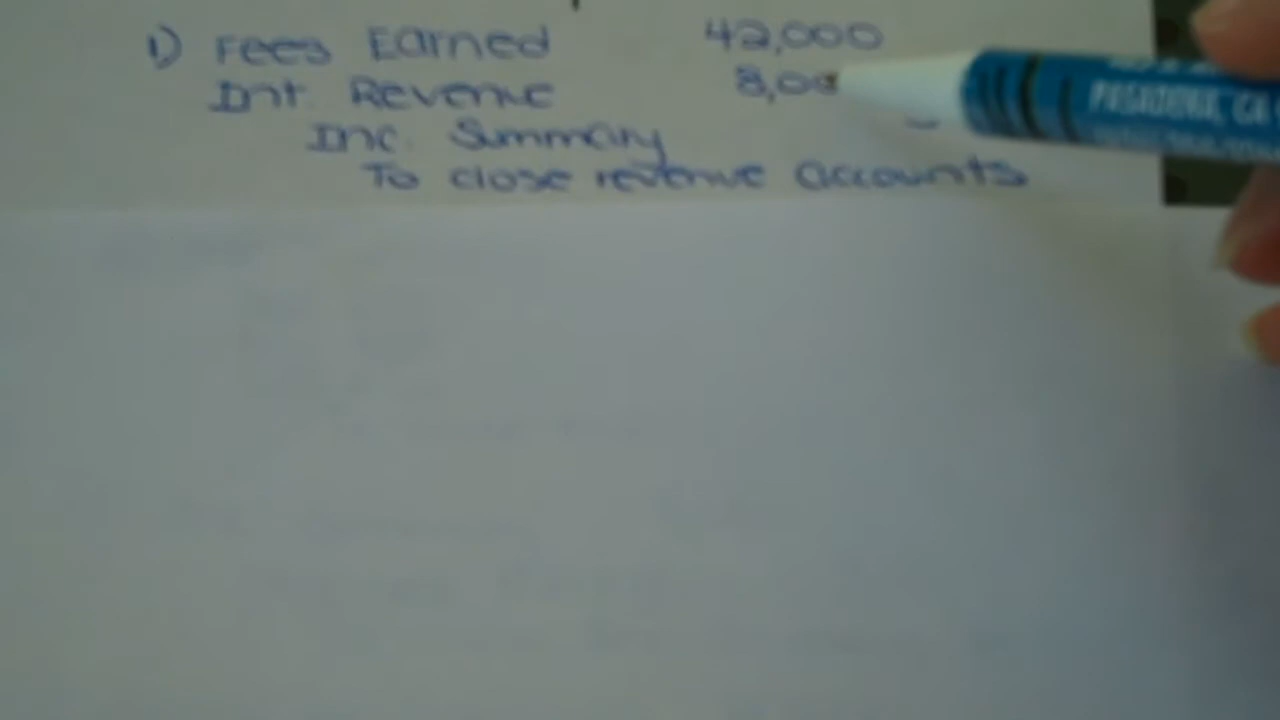 1) Fees Earned 42,000
Int. Revenue 8,00
Inc. Summary
To close revenue accounts
PASADENA, CA